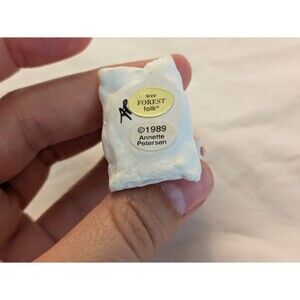 wee
FOREST
folk®
©1989
Annette
Petersen